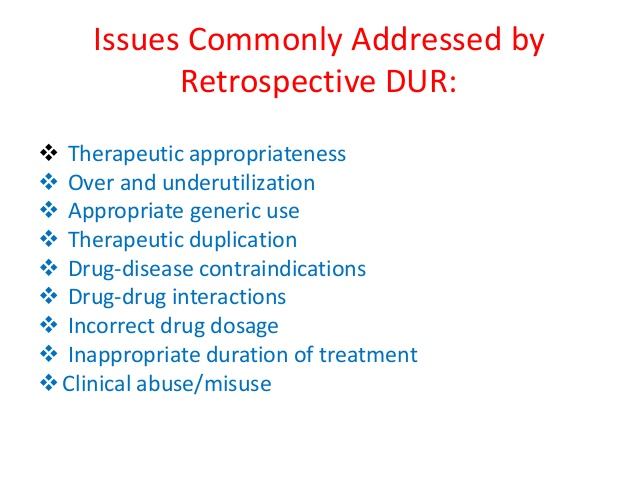 Issues Commonly Addressed by
Retrospective DUR:
❖ Therapeutic appropriateness
❖ Over and underutilization
❖ Appropriate generic use
❖ Therapeutic duplication
❖ Drug-disease contraindications
❖ Drug-drug interactions
❖ Incorrect drug dosage
❖ Inappropriate duration of treatment
❖ Clinical abuse/misuse